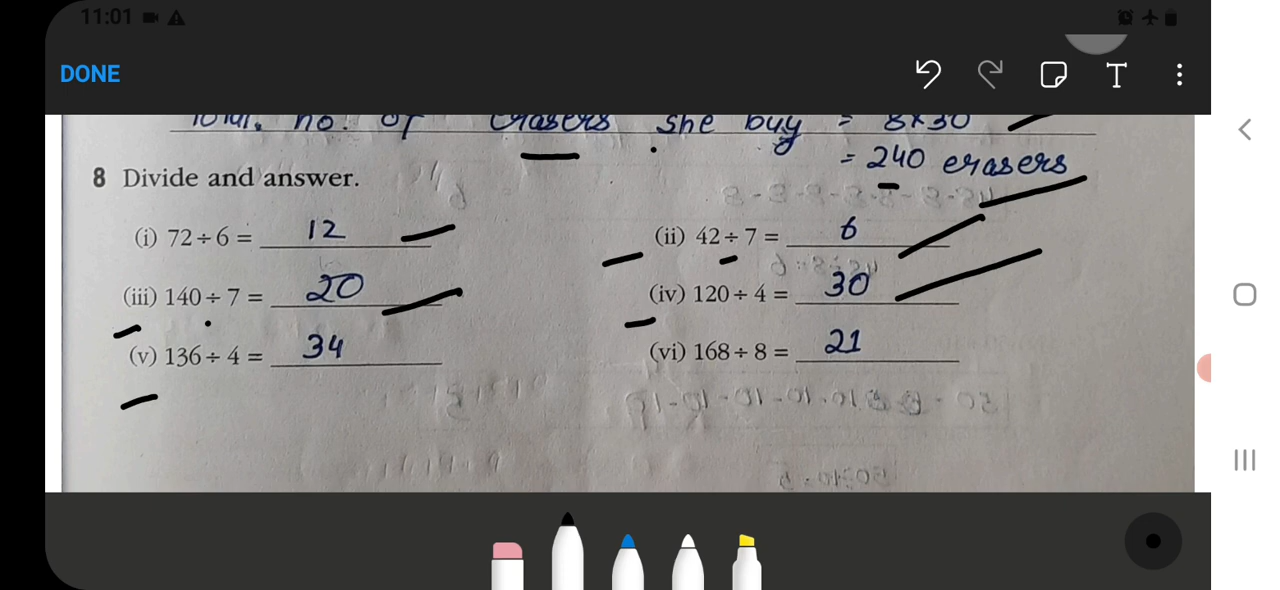 11:01
DONE
T
Total. no. of erasers she buy = 8×30
= 240 erasers
8 Divide and answer.
(i) 72 ÷ 6 = 12 (ii) 42 ÷ 7 = 6
(iii) 140 ÷ 7 = 20 (iv) 120 ÷ 4 = 30
(v) 136 ÷ 4 = 34 (vi) 168 ÷ 8 = 21